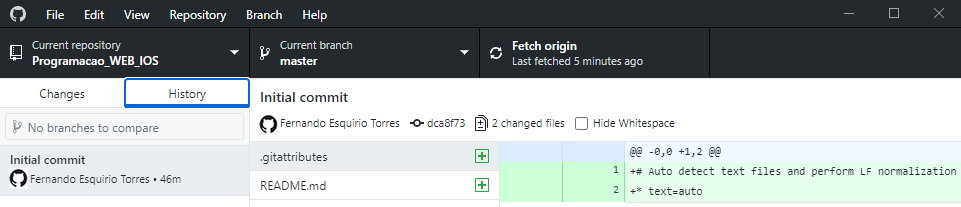 File Edit View Repository Branch Help
Current repository
Programacao_WEB_IOS
Current branch
master
Fetch origin
Last fetched 5 minutes ago
Changes
History
No branches to compare
Initial commit
Fernando Esquirio Torres • 46m
Initial commit
Fernando Esquirio Torres dca8f73 2 changed files Hide Whitespace
.gitattributes
README.md
@@ -0,0 +1,2 @@
1 +# Auto detect text files and perform LF normalization
2 +* text=auto